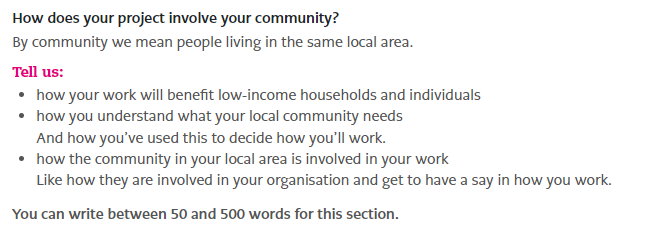 How does your project involve your community?
By community we mean people living in the same local area.
Tell us:
• how your work will benefit low-income households and individuals
• how you understand what your local community needs
And how you've used this to decide how you'll work.
• how the community in your local area is involved in your work
Like how they are involved in your organisation and get to have a say in how you work.
You can write between 50 and 500 words for this section.